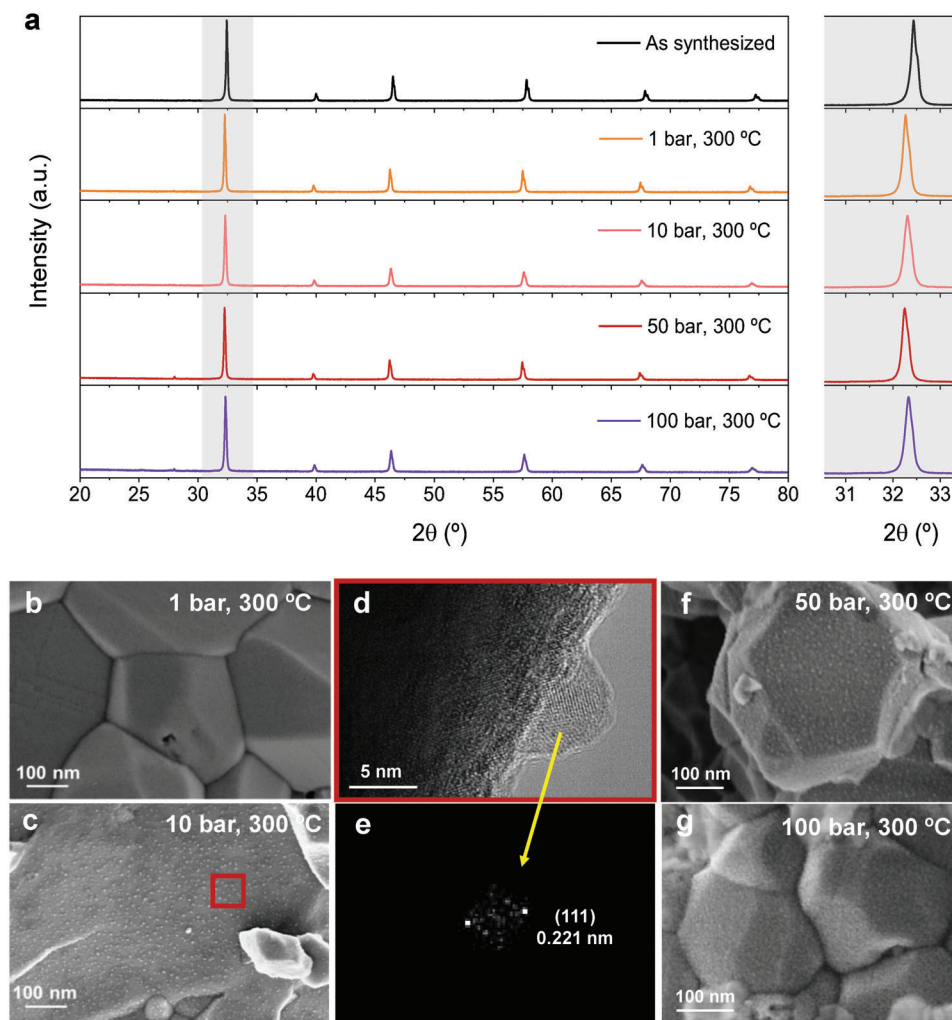 a
As synthesized
1 bar, 300 ºC
10 bar, 300 ºC
50 bar, 300 ºC
100 bar, 300 ºC
Intensity (a.u.)
20 25 30 35 40 45 50 55 60 65 70 75 80
2θ (º)
31 32 33
2θ (º)
b
1 bar, 300 ºC
100 nm
c
10 bar, 300 ºC
100 nm
d
5 nm
e
(111)
0.221 nm
f
50 bar, 300 ºC
100 nm
g
100 bar, 300 ºC
100 nm